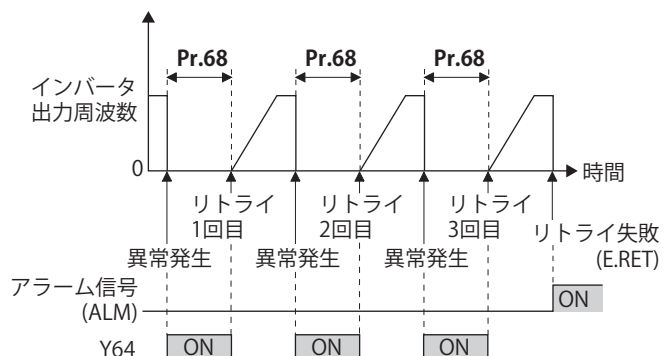 Pr.68 Pr.68 Pr.68
インバータ
出力周波数
0
時間
リトライ リトライ リトライ
1回目 2回目 3回目
リトライ失敗
(E.RET)
異常発生 異常発生 異常発生
アラーム信号
(ALM)
ON
Y64 ON ON ON